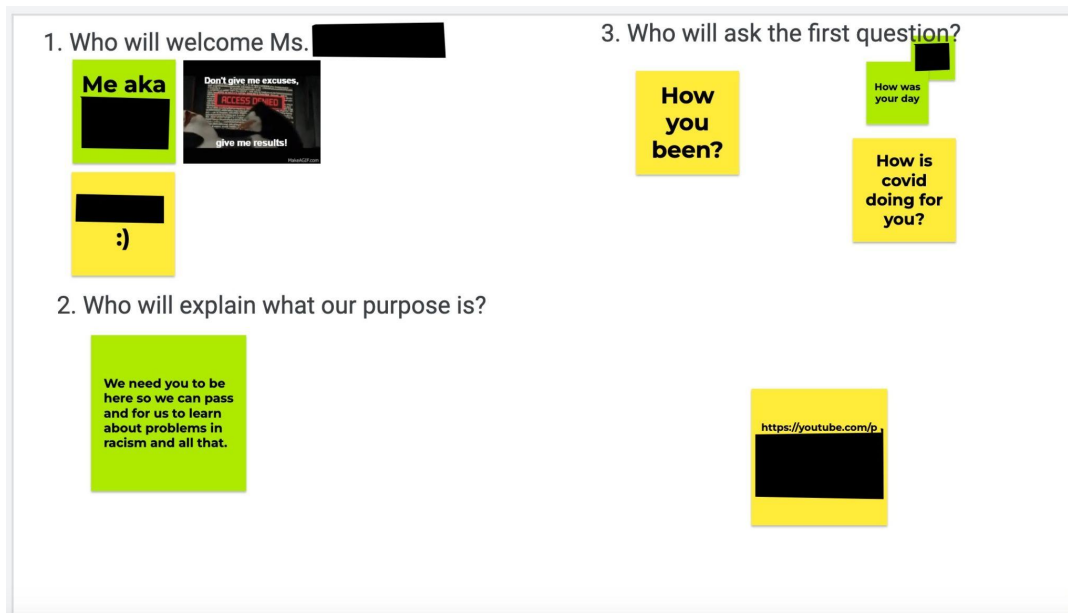 1. Who will welcome Ms.
Me aka
Don't give me excuses,
ACCESS DENIED
give me results!
MakeAGIF.com
:)
2. Who will explain what our purpose is?
We need you to be
here so we can pass
and for us to learn
about problems in
racism and all that.
3. Who will ask the first question?
How
you
been?
How was
your day
How is
covid
doing for
you?
https://youtube.com/p